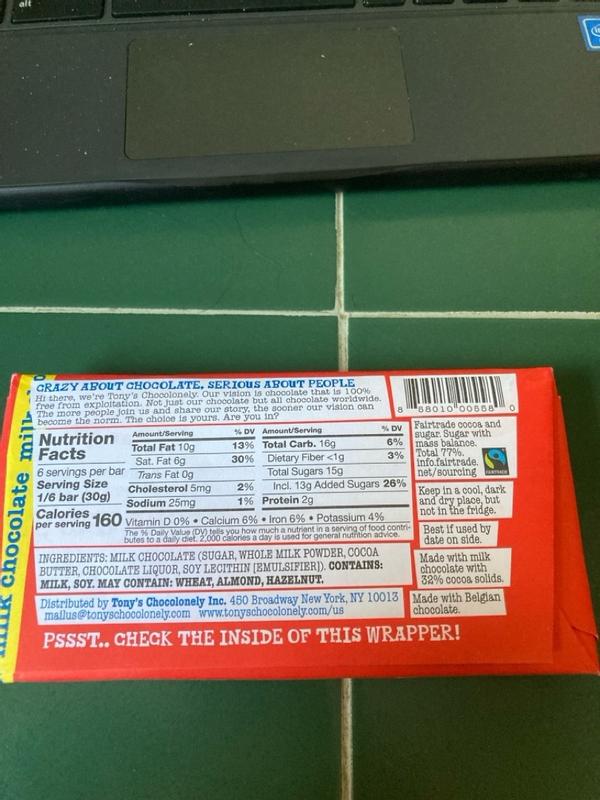 alt
milk chocolate milk
CRAZY ABOUT CHOCOLATE, SERIOUS ABOUT PEOPLE
Hi there, we're Tony's Chocolonely. Our vision is chocolate that is 100%
free from exploitation. Not just our chocolate but all chocolate worldwide.
The more people join us and share our story, the sooner our vision can
become the norm. The choice is yours. Are you in?
Nutrition
Facts
6 servings per bar
Serving Size
1/6 bar (30g)
Calories
per serving 160
Amount/Serving % DV
Total Fat 10g 13%
Sat. Fat 6g 30%
Trans Fat 0g
Cholesterol 5mg 2%
Sodium 25mg 1%
Amount/Serving % DV
Total Carb. 16g 6%
Dietary Fiber <1g 3%
Total Sugars 15g
Incl. 13g Added Sugars 26%
Protein 2g
Vitamin D 0% • Calcium 6% • Iron 6% • Potassium 4%
The % Daily Value (DV) tells you how much a nutrient in a serving of food contri-
butes to a daily diet. 2,000 calories a day is used for general nutrition advice.
INGREDIENTS: MILK CHOCOLATE (SUGAR, WHOLE MILK POWDER, COCOA
BUTTER, CHOCOLATE LIQUOR, SOY LECITHIN [EMULSIFIER]). CONTAINS:
MILK, SOY. MAY CONTAIN: WHEAT, ALMOND, HAZELNUT.
Distributed by Tony's Chocolonely Inc. 450 Broadway New York, NY 10013
mailus@tonyschocolonely.com www.tonyschocolonely.com/us
PSSST.. CHECK THE INSIDE OF THIS WRAPPER!
8 58010 00558 0
Fairtrade cocoa and
sugar. Sugar with
mass balance.
Total 77%.
info.fairtrade.
net/sourcing
FAIRTRADE
Keep in a cool, dark
and dry place, but
not in the fridge.
Best if used by
date on side.
Made with milk
chocolate with
32% cocoa solids.
Made with Belgian
chocolate.